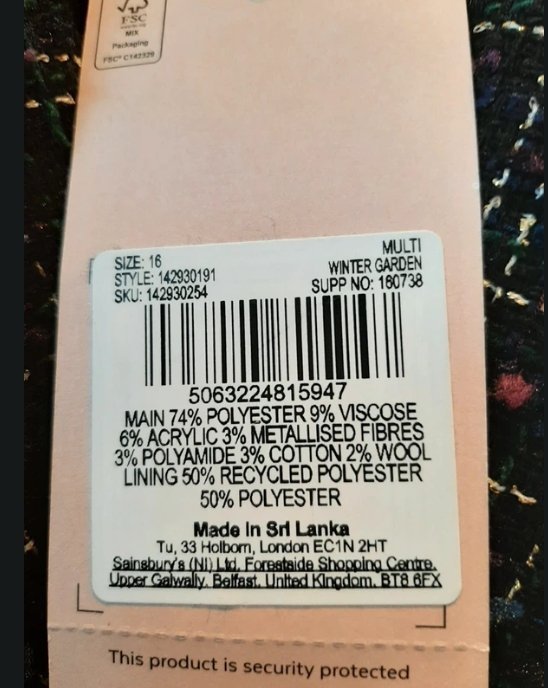 FSC
MIX
Packaging
FSC® C142329
SIZE: 16
STYLE: 142930191
SKU: 142930254
MULTI
WINTER GARDEN
SUPP NO: 160738
5063224815947
MAIN 74% POLYESTER 9% VISCOSE
6% ACRYLIC 3% METALLISED FIBRES
3% POLYAMIDE 3% COTTON 2% WOOL
LINING 50% RECYCLED POLYESTER
50% POLYESTER
Made in Sri Lanka
Tu, 33 Holborn, London EC1N 2HT
Sainsbury's (NI) Ltd, Forestside Shopping Centre,
Upper Galwally, Belfast, United Kingdom, BT8 6FX
This product is security protected